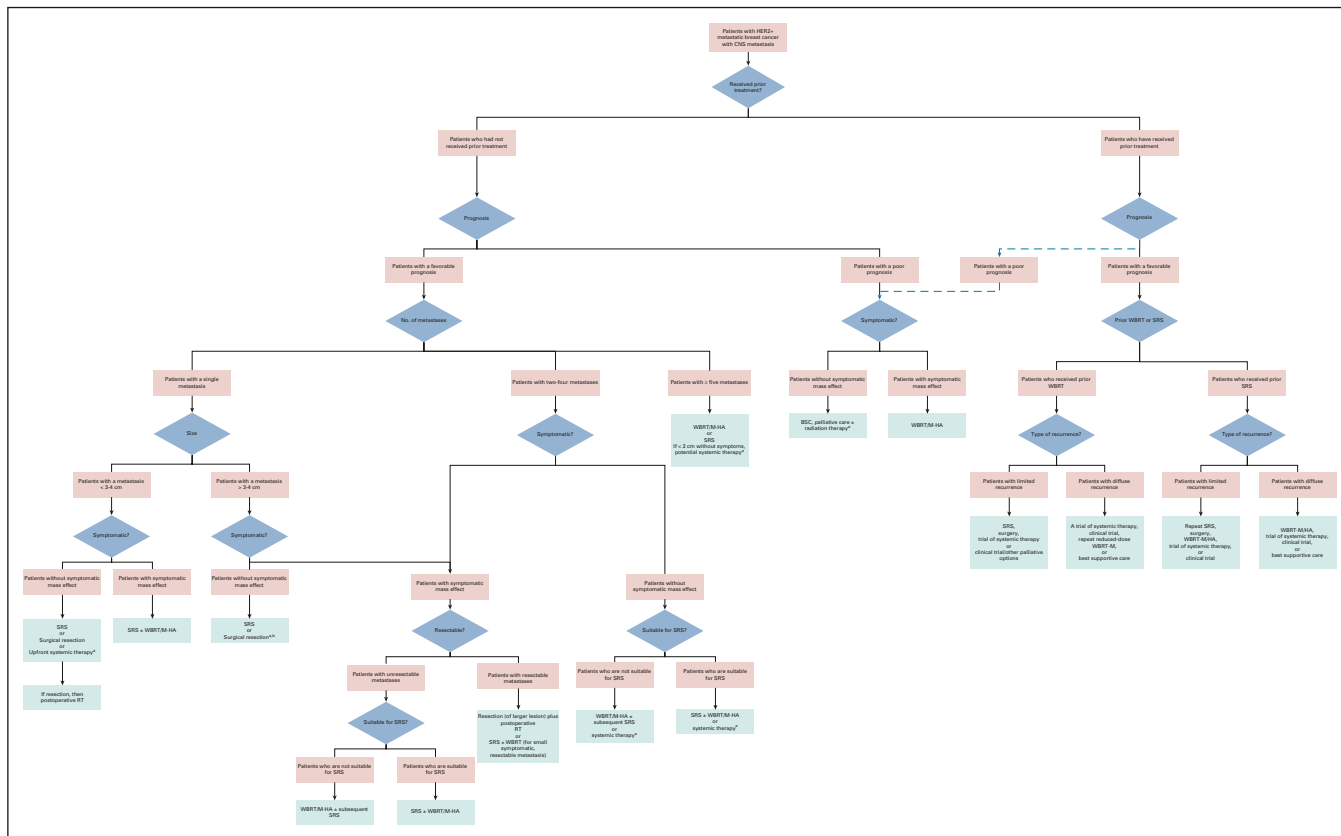 Patients with HER2+
metastatic breast cancer
with CNS metastasis
Received prior
treatment?
Patients who had not
received prior treatment
Patients who have received
prior treatment
Prognosis
Prognosis
Patients with a favorable
prognosis
Patients with a poor
prognosis
Patients with a poor
prognosis
Patients with a favorable
prognosis
No. of metastases
Symptomatic?
Prior WBRT or SRS
Patients with a single
metastasis
Patients with two-four metastases
Patients with ≥ five metastases
Patients without symptomatic
mass effect
Patients with symptomatic
mass effect
Patients who received prior
WBRT
Patients who received prior
SRS
Size
Symptomatic?
WBRT/M-HA
or
SRS
If < 2 cm without symptoms,
potential systemic therapyᵃ
BSC, palliative care ±
radiation therapyᵃ
WBRT/M-HA
Type of recurrence?
Type of recurrence?
Patients with a metastasis
< 3-4 cm
Patients with a metastasis
> 3-4 cm
Patients with limited
recurrence
Patients with diffuse
recurrence
Patients with limited
recurrence
Patients with diffuse
recurrence
Symptomatic?
Symptomatic?
SRS,
surgery,
trial of systemic therapy
or
clinical trial/other palliative
options
A trial of systemic therapy,
clinical trial,
repeat reduced-dose
WBRT-M,
or
best supportive care
Repeat SRS,
surgery,
WBRT-M/HA,
trial of systemic therapy,
or
clinical trial
WBRT-M/HA,
trial of systemic therapy,
clinical trial,
or
best supportive care
Patients without symptomatic
mass effect
Patients with symptomatic
mass effect
Patients without symptomatic
mass effect
Patients with symptomatic
mass effect
Patients without
symptomatic mass effect
SRS
or
Surgical resection
or
Upfront systemic therapyᵃ
SRS ± WBRT/M-HA
SRS
or
Surgical resectionᵃ,ᵇ
Resectable?
Suitable for SRS?
If resection, then
postoperative RT
Patients with unresectable
metastases
Patients with resectable
metastases
Patients who are not suitable
for SRS
Patients who are suitable
for SRS
Suitable for SRS?
Resection (of larger lesion) plus
postoperative
RT
or
SRS ± WBRT (for small
symptomatic,
resectable metastasis)
WBRT/M-HA ±
subsequent SRS
or
systemic therapyᵃ
SRS ± WBRT/M-HA
or
systemic therapyᵃ
Patients who are not suitable
for SRS
Patients who are suitable
for SRS
WBRT/M-HA ± subsequent
SRS
SRS ± WBRT/M-HA